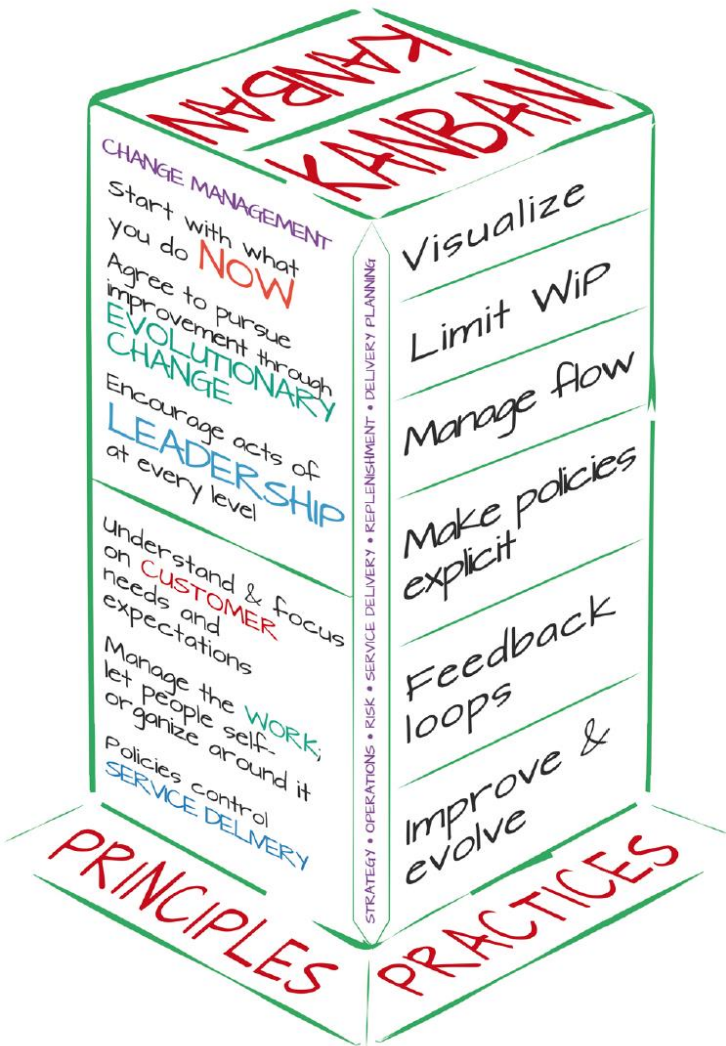 KANBAN
KANBAN
CHANGE MANAGEMENT
Start with what
you do NOW
Agree to pursue
improvement through
EVOLUTIONARY
CHANGE
Encourage acts of
LEADERSHIP
at every level
Understand & focus
on CUSTOMER
needs and
expectations
Manage the WORK;
let people self-
organize around it
Policies control
SERVICE DELIVERY
STRATEGY • OPERATIONS • RISK • SERVICE DELIVERY • REPLENISHMENT • DELIVERY PLANNING
Visualize
Limit WiP
Manage flow
Make policies
explicit
Feedback
loops
Improve &
evolve
PRINCIPLES
PRACTICES